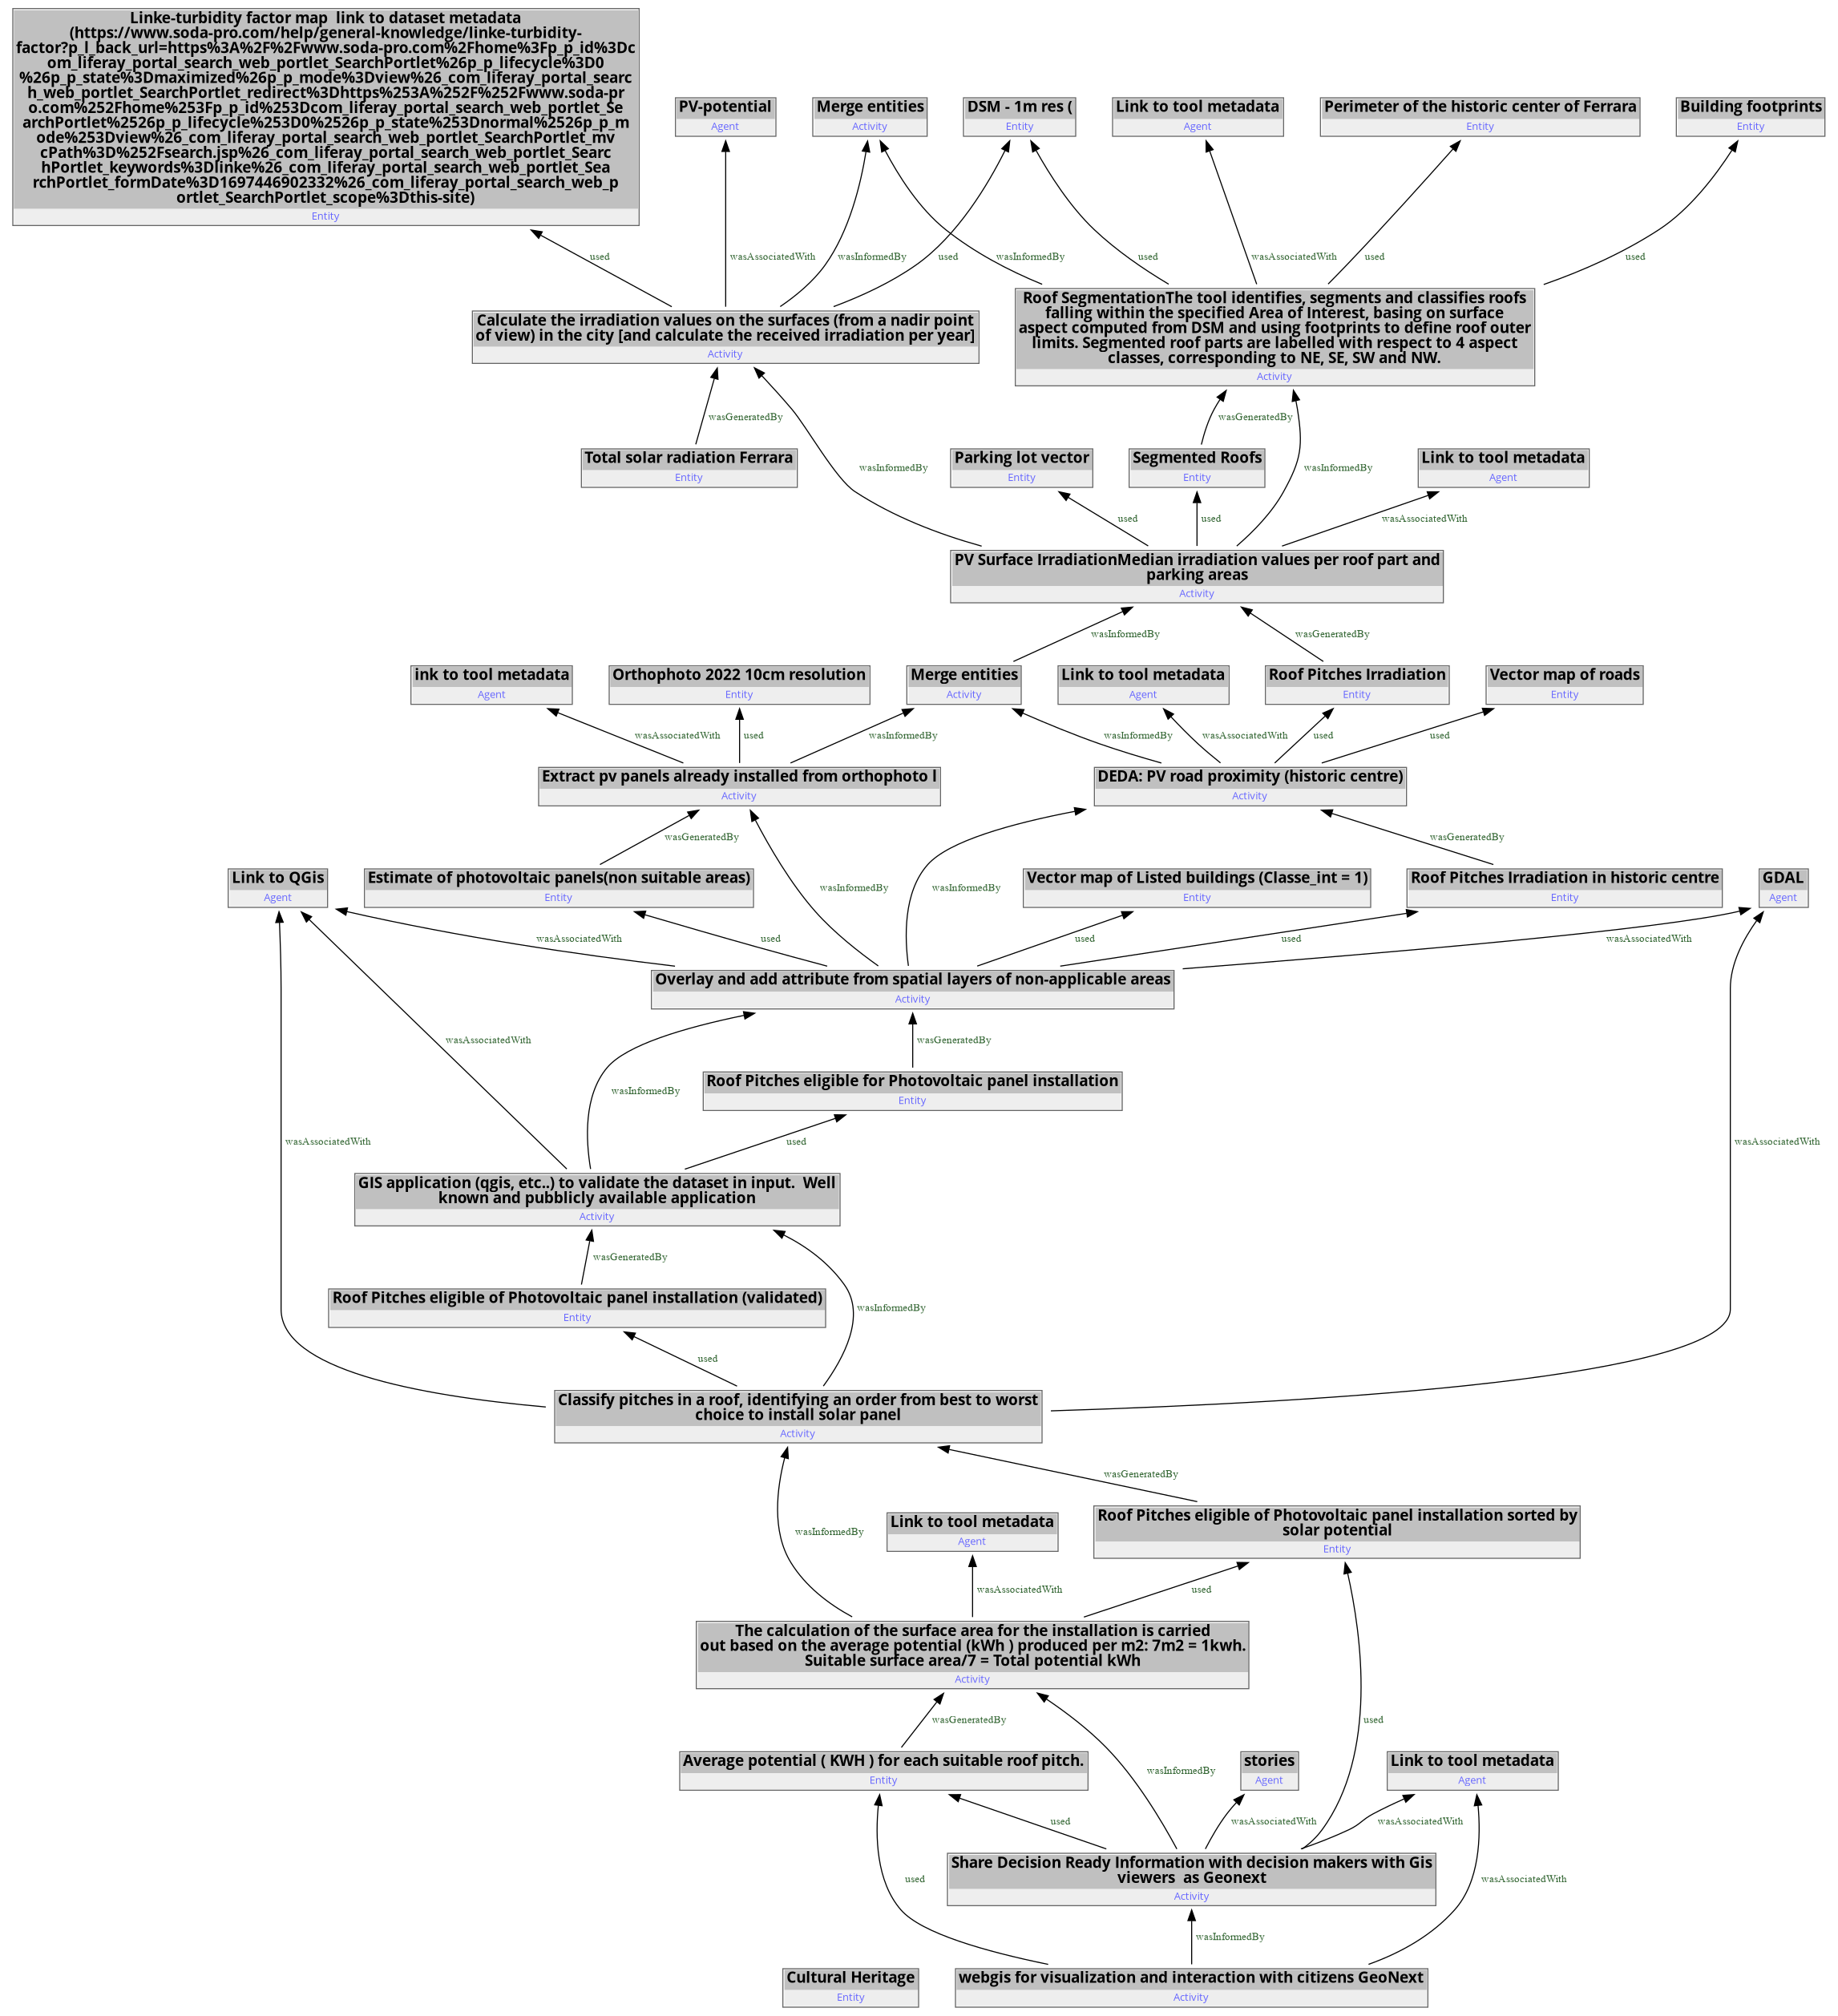 Linke-turbidity factor map  link to dataset metadata
(https://www.soda-pro.com/help/general-knowledge/linke-turbidity-
factor?p_l_back_url=https%3A%2F%2Fwww.soda-pro.com%2Fhome%3Fp_p_id%3Dc
om_liferay_portal_search_web_portlet_SearchPortlet%26p_p_lifecycle%3D0
%26p_p_state%3Dmaximized%26p_p_mode%3Dview%26_com_liferay_portal_searc
h_web_portlet_SearchPortlet_redirect%3Dhttps%253A%252F%252Fwww.soda-pr
o.com%252Fhome%253Fp_p_id%253Dcom_liferay_portal_search_web_portlet_Se
archPortlet%2526p_p_lifecycle%253D0%2526p_p_state%253Dnormal%2526p_p_m
ode%253Dview%26_com_liferay_portal_search_web_portlet_SearchPortlet_mv
cPath%3D%252Fsearch.jsp%26_com_liferay_portal_search_web_portlet_Searc
hPortlet_keywords%3Dlinke%26_com_liferay_portal_search_web_portlet_Sea
rchPortlet_formDate%3D1697446902332%26_com_liferay_portal_search_web_p
ortlet_SearchPortlet_scope%3Dthis-site)
Entity
PV-potential
Agent
Merge entities
Activity
DSM - 1m res (
Entity
Link to tool metadata
Agent
Perimeter of the historic center of Ferrara
Entity
Building footprints
Entity
used
wasAssociatedWith
wasInformedBy
used
wasInformedBy
used
wasAssociatedWith
used
used
Calculate the irradiation values on the surfaces (from a nadir point
of view) in the city [and calculate the received irradiation per year]
Activity
Roof SegmentationThe tool identifies, segments and classifies roofs
falling within the specified Area of Interest, basing on surface
aspect computed from DSM and using footprints to define roof outer
limits. Segmented roof parts are labelled with respect to 4 aspect
classes, corresponding to NE, SE, SW and NW.
Activity
wasGeneratedBy
wasGeneratedBy
wasInformedBy
wasInformedBy
Total solar radiation Ferrara
Entity
Parking lot vector
Entity
Segmented Roofs
Entity
Link to tool metadata
Agent
used
used
wasAssociatedWith
PV Surface IrradiationMedian irradiation values per roof part and
parking areas
Activity
wasInformedBy
wasGeneratedBy
ink to tool metadata
Agent
Orthophoto 2022 10cm resolution
Entity
Merge entities
Activity
Link to tool metadata
Agent
Roof Pitches Irradiation
Entity
Vector map of roads
Entity
wasAssociatedWith
used
wasInformedBy
wasInformedBy
wasAssociatedWith
used
used
Extract pv panels already installed from orthophoto l
Activity
DEDA: PV road proximity (historic centre)
Activity
wasGeneratedBy
wasGeneratedBy
Link to QGis
Agent
Estimate of photovoltaic panels(non suitable areas)
Entity
wasInformedBy
wasInformedBy
Vector map of Listed buildings (Classe_int = 1)
Entity
Roof Pitches Irradiation in historic centre
Entity
GDAL
Agent
wasAssociatedWith
used
used
used
wasAssociatedWith
Overlay and add attribute from spatial layers of non-applicable areas
Activity
wasAssociatedWith
wasGeneratedBy
wasInformedBy
Roof Pitches eligible for Photovoltaic panel installation
Entity
wasAssociatedWith
used
wasAssociatedWith
GIS application (qgis, etc..) to validate the dataset in input.  Well
known and pubblicly available application
Activity
wasGeneratedBy
wasInformedBy
Roof Pitches eligible of Photovoltaic panel installation (validated)
Entity
used
Classify pitches in a roof, identifying an order from best to worst
choice to install solar panel
Activity
wasGeneratedBy
wasInformedBy
Link to tool metadata
Agent
Roof Pitches eligible of Photovoltaic panel installation sorted by
solar potential
Entity
wasAssociatedWith
used
The calculation of the surface area for the installation is carried
out based on the average potential (kWh ) produced per m2: 7m2 = 1kwh.
Suitable surface area/7 = Total potential kWh
Activity
wasGeneratedBy
used
wasInformedBy
Average potential ( KWH ) for each suitable roof pitch.
Entity
stories
Agent
Link to tool metadata
Agent
used
wasAssociatedWith
wasAssociatedWith
Share Decision Ready Information with decision makers with Gis
viewers  as Geonext
Activity
used
wasAssociatedWith
wasInformedBy
Cultural Heritage
Entity
webgis for visualization and interaction with citizens GeoNext
Activity